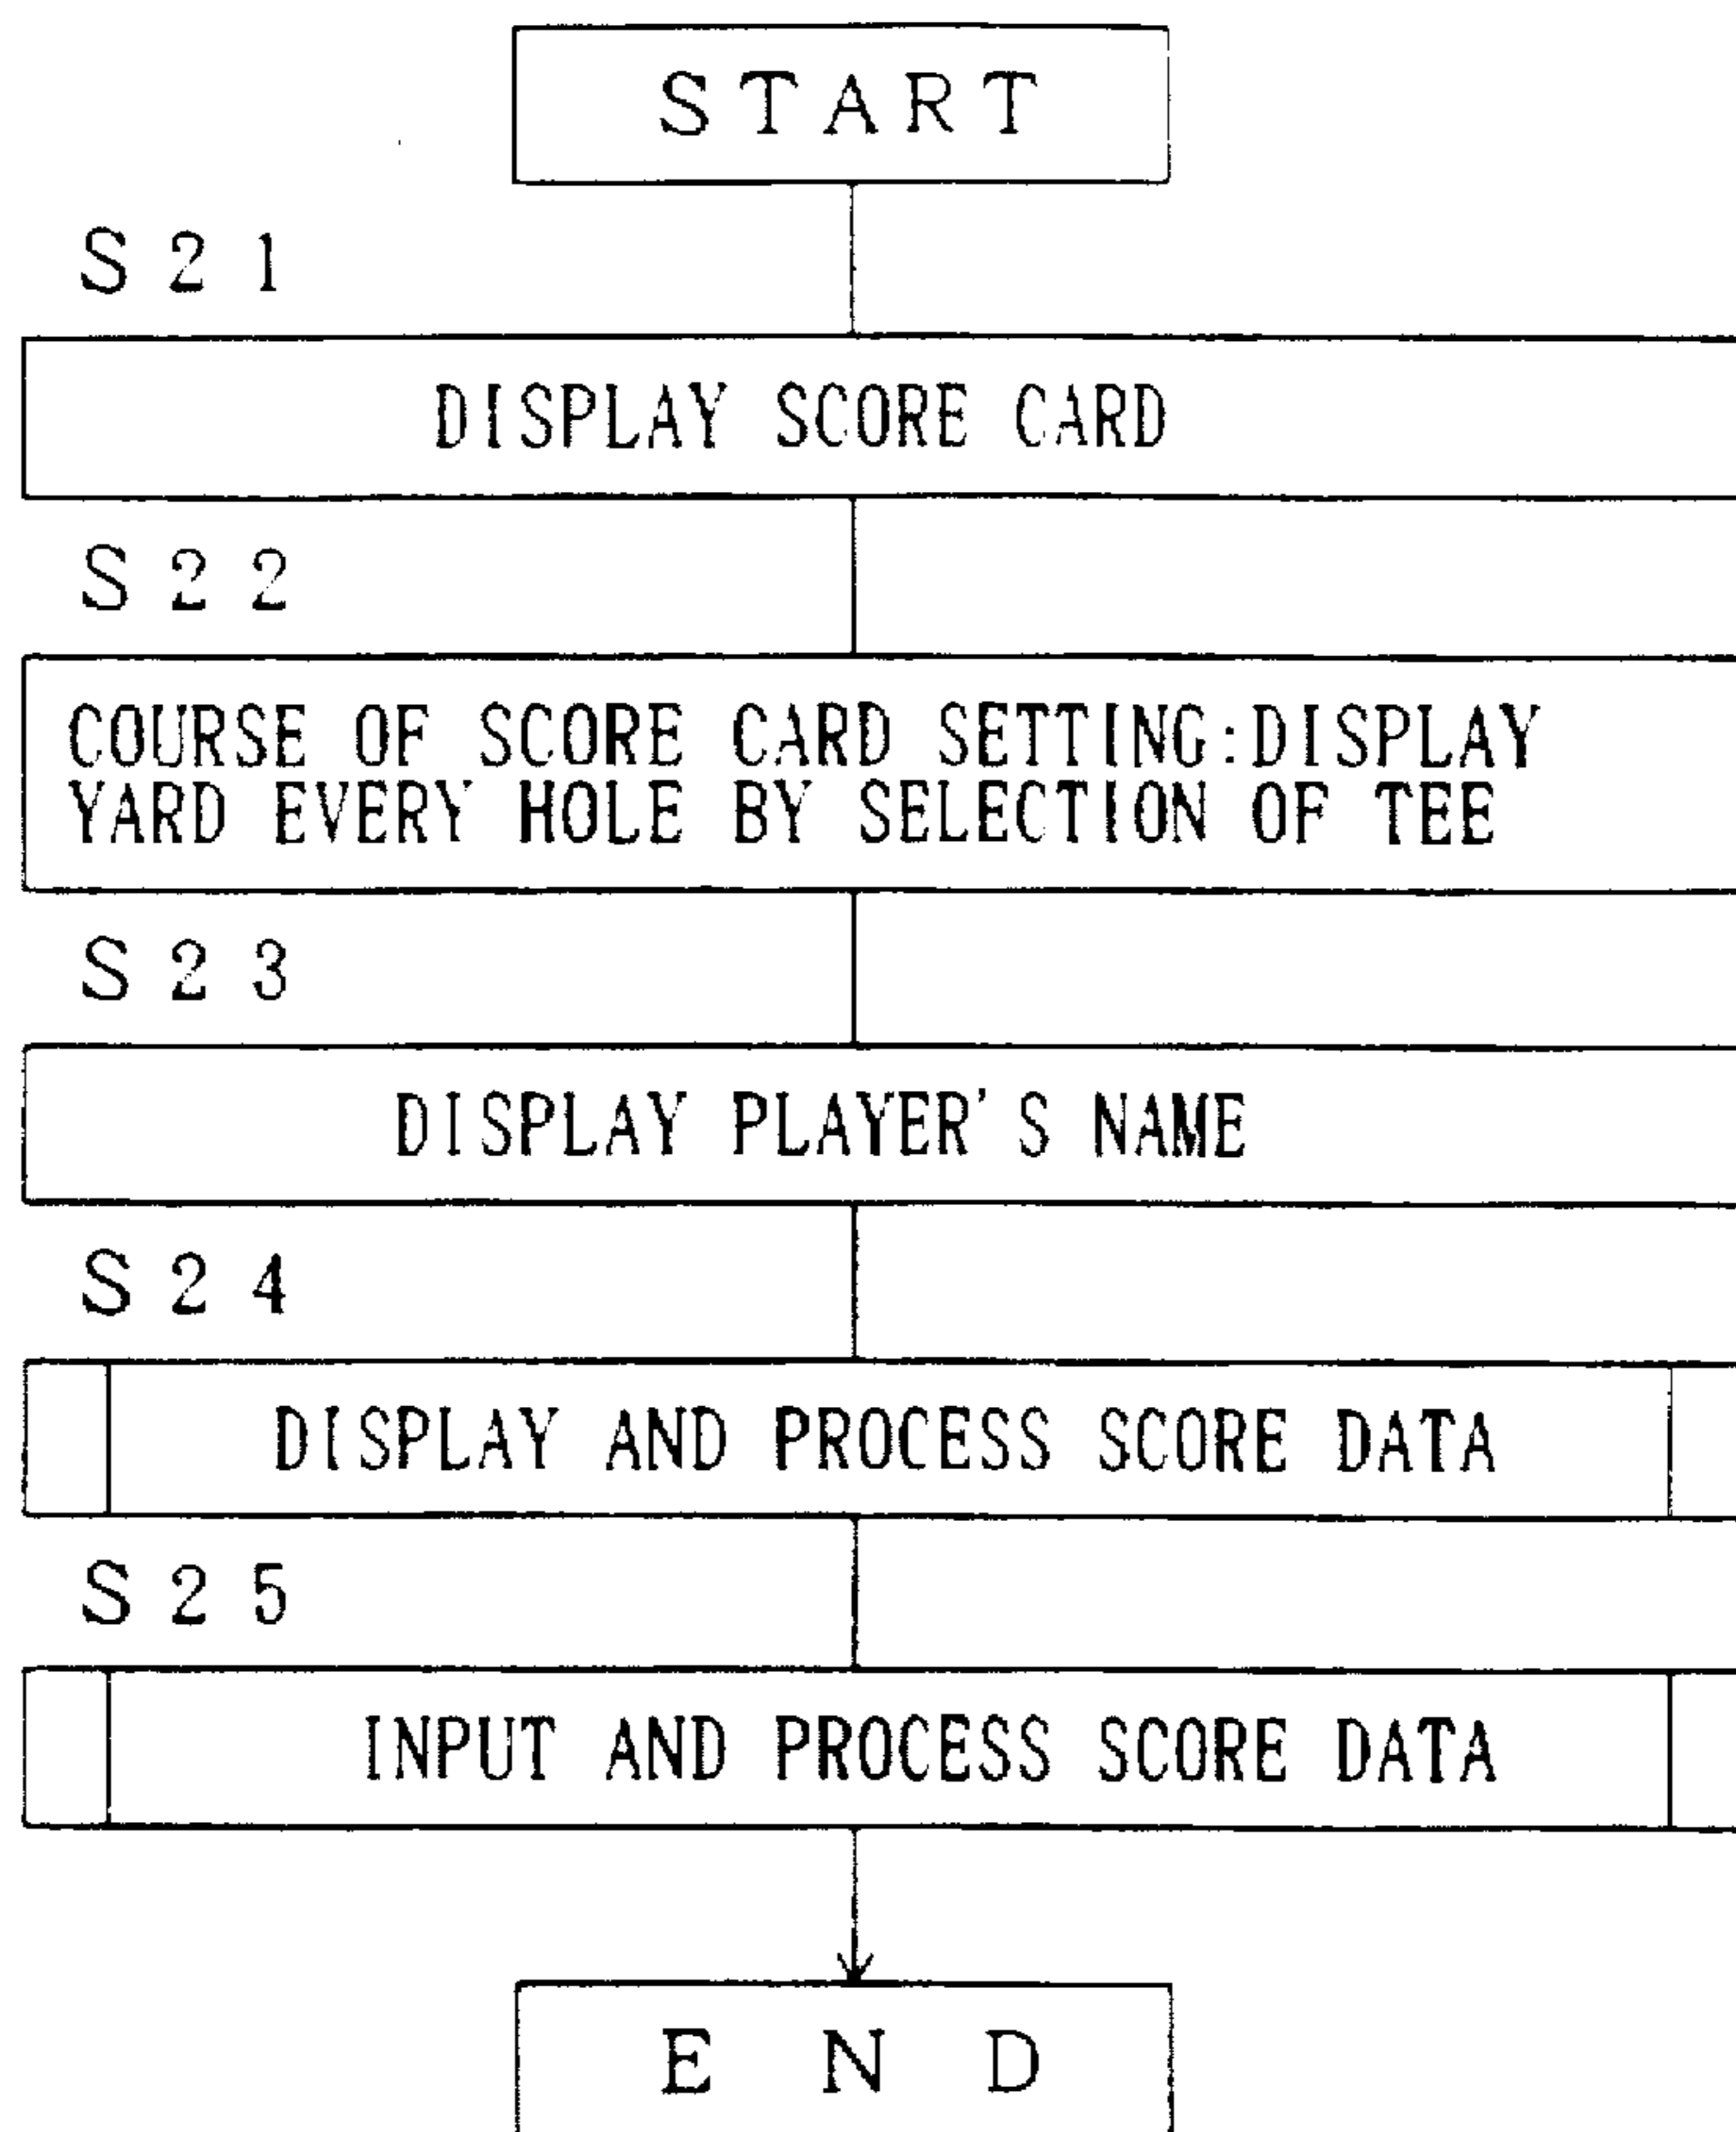 START
S21
DISPLAY SCORE CARD
S22
COURSE OF SCORE CARD SETTING:DISPLAY
YARD EVERY HOLE BY SELECTION OF TEE
S23
DISPLAY PLAYER'S NAME
S24
DISPLAY AND PROCESS SCORE DATA
S25
INPUT AND PROCESS SCORE DATA
END